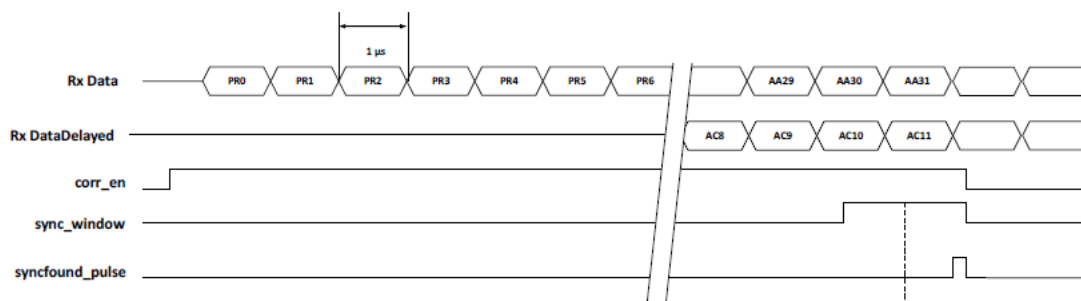 1 µs
Rx Data PR0 PR1 PR2 PR3 PR4 PR5 PR6 AA29 AA30 AA31
Rx DataDelayed AC8 AC9 AC10 AC11
corr_en
sync_window
syncfound_pulse